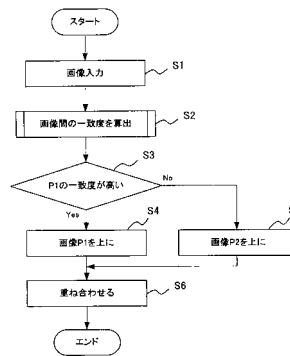 スタート
画像入力
S1
画像間の一致度を算出
S2
S3
P1の一致度が高い
No
Yes
S4
画像P1を上に
画像P2を上に
重ね合わせる
S6
エンド